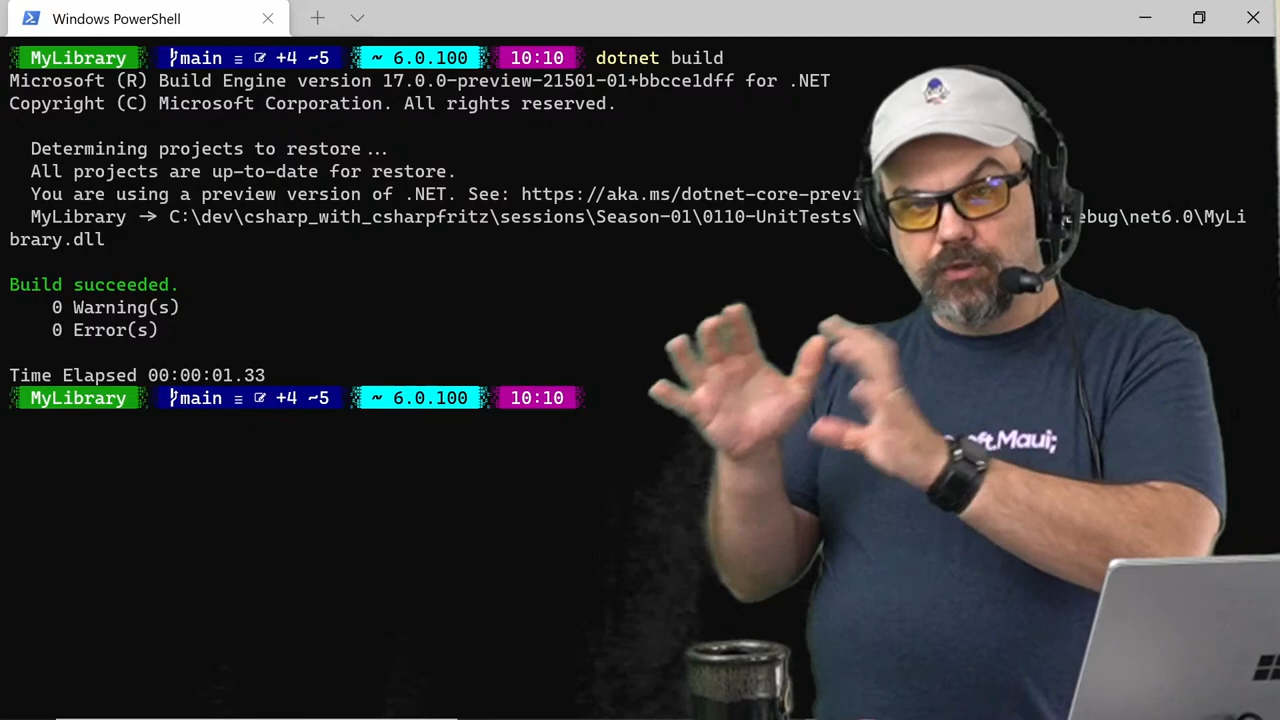 Windows PowerShell
MyLibrary main ≡ +4 ~5 ~ 6.0.100 10:10 dotnet build
Microsoft (R) Build Engine version 17.0.0-preview-21501-01+bbcce1dff for .NET
Copyright (C) Microsoft Corporation. All rights reserved.
Determining projects to restore...
All projects are up-to-date for restore.
You are using a preview version of .NET. See: https://aka.ms/dotnet-core-previ
MyLibrary -> C:\dev\csharp_with_csharpfritz\sessions\Season-01\0110-UnitTests\ ebug\net6.0\MyLi
brary.dll
Build succeeded.
0 Warning(s)
0 Error(s)
Time Elapsed 00:00:01.33
MyLibrary main ≡ +4 ~5 ~ 6.0.100 10:10
oft.Maui;